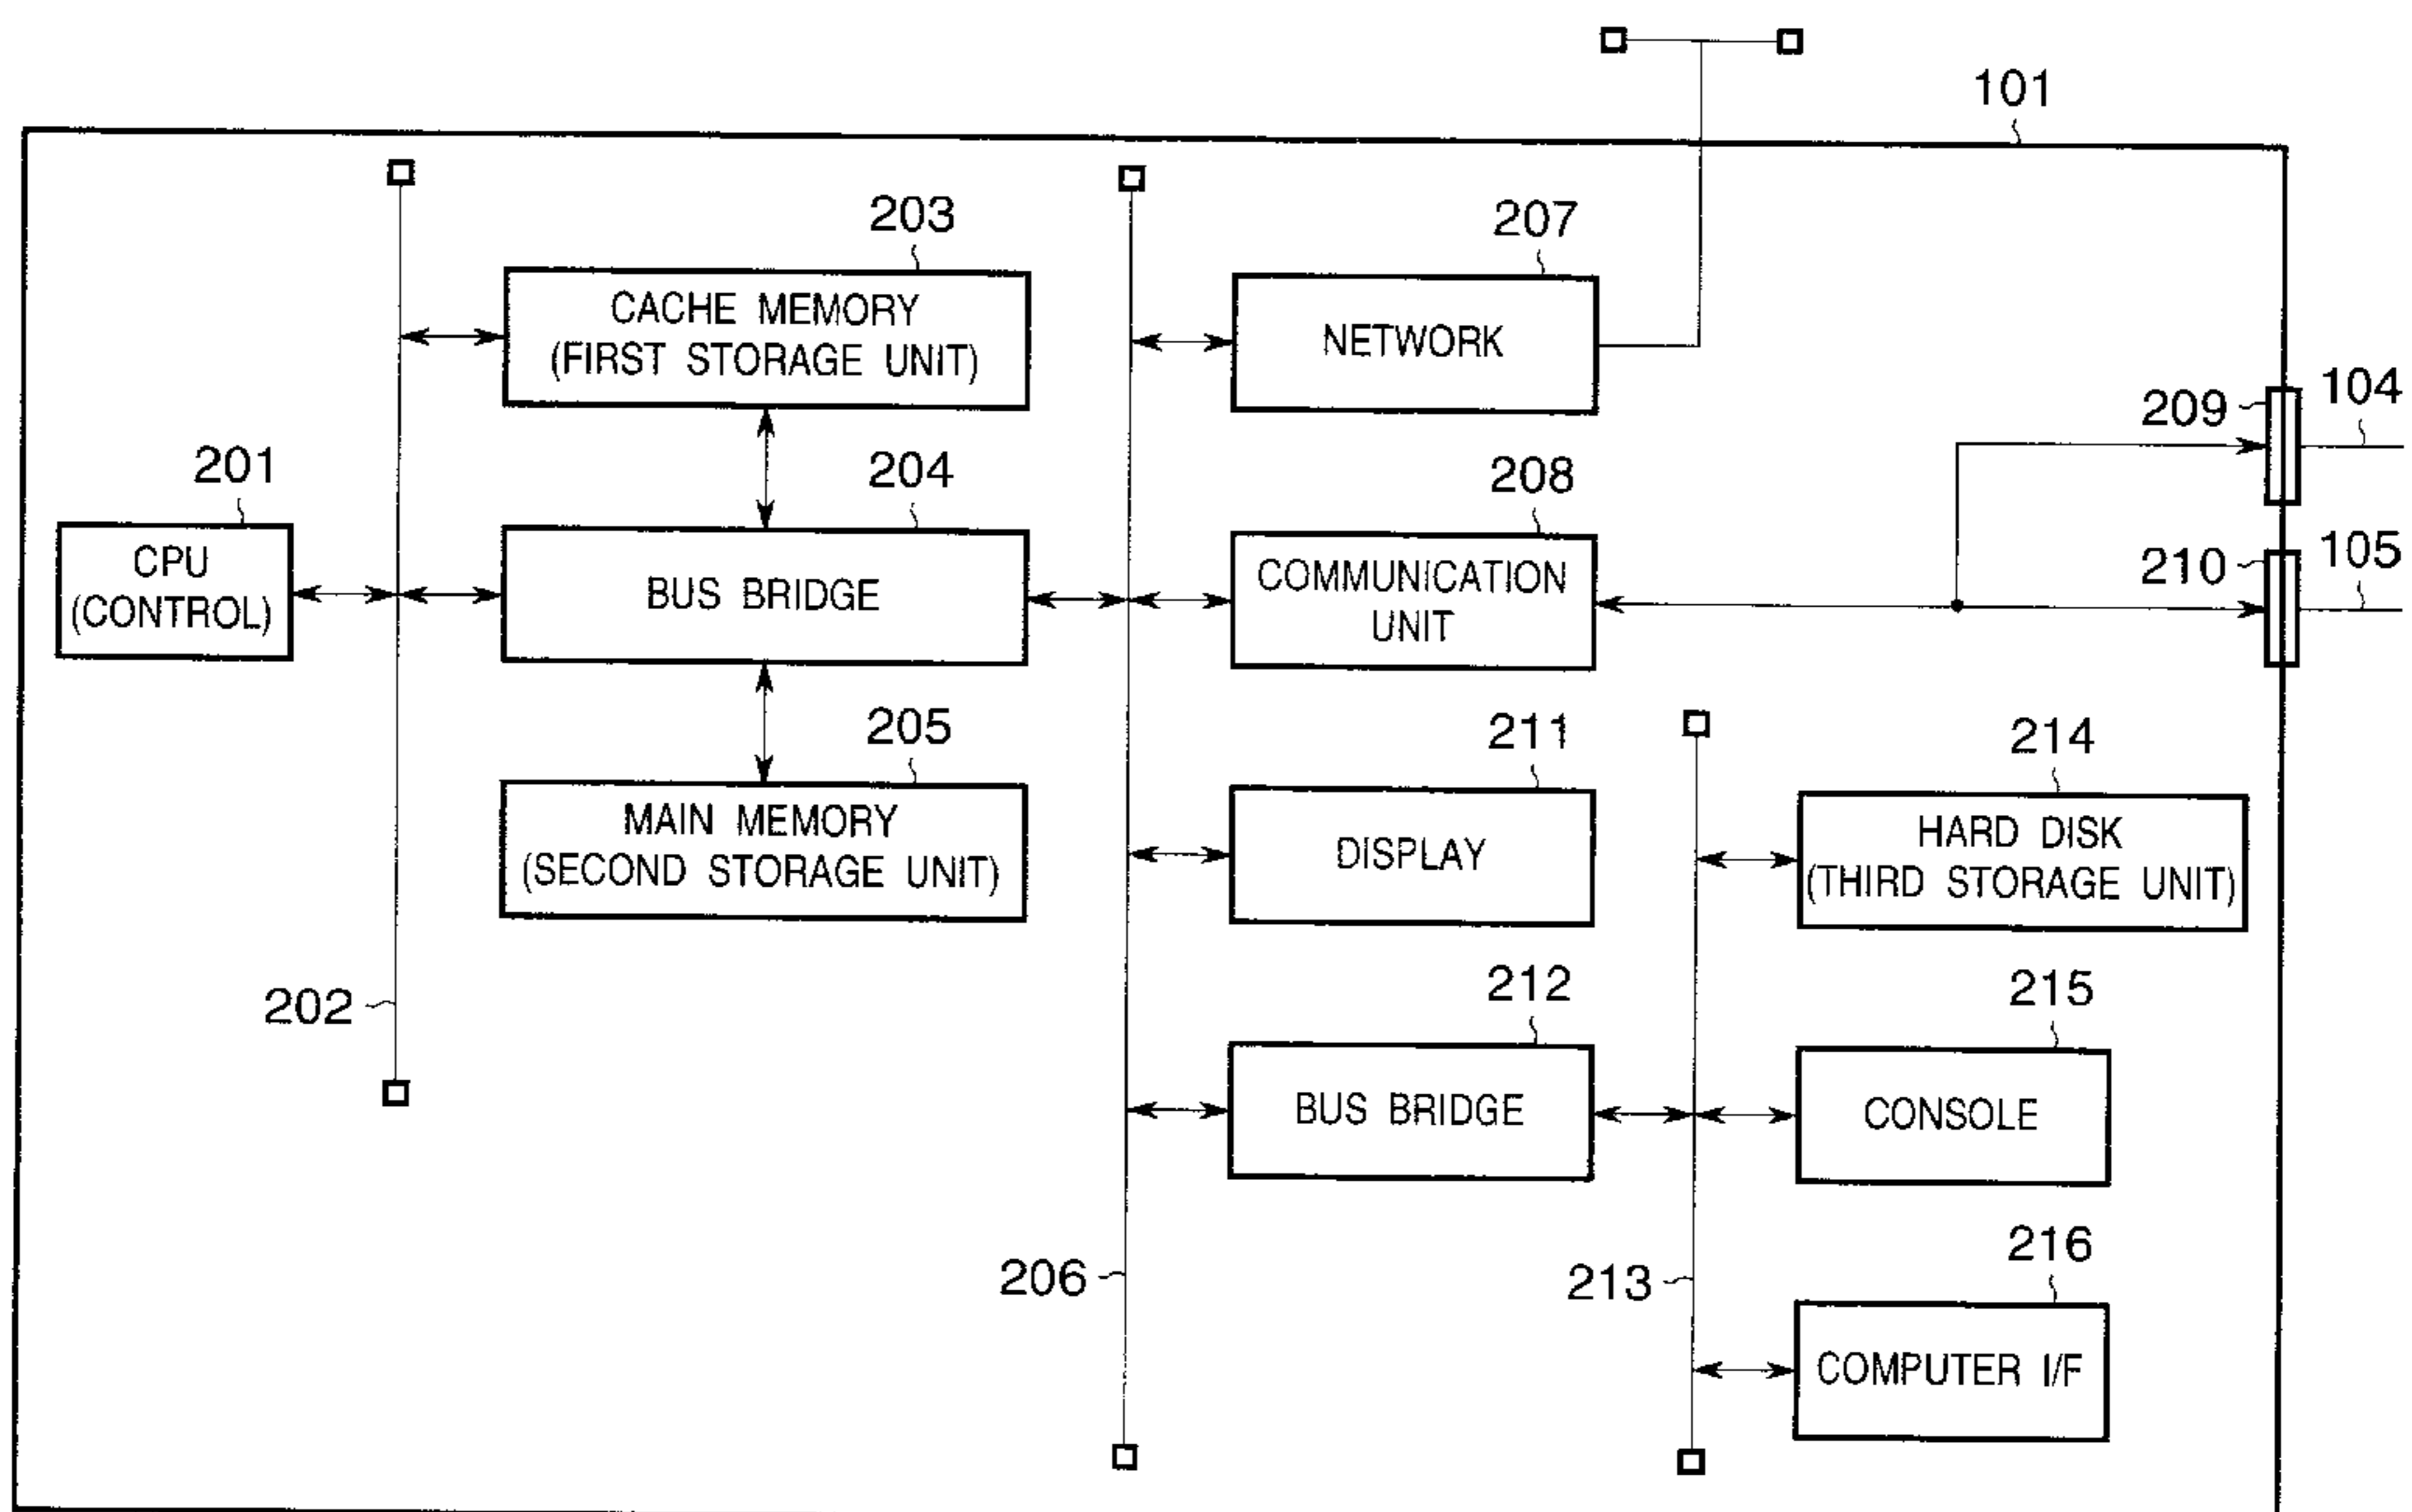 101
203
207
CACHE MEMORY
(FIRST STORAGE UNIT)
NETWORK
104
209
201
204
208
CPU
(CONTROL)
BUS BRIDGE
COMMUNICATION
UNIT
105
210
205
211
214
MAIN MEMORY
(SECOND STORAGE UNIT)
DISPLAY
HARD DISK
(THIRD STORAGE UNIT)
202
212
215
BUS BRIDGE
CONSOLE
206
213
216
COMPUTER I/F